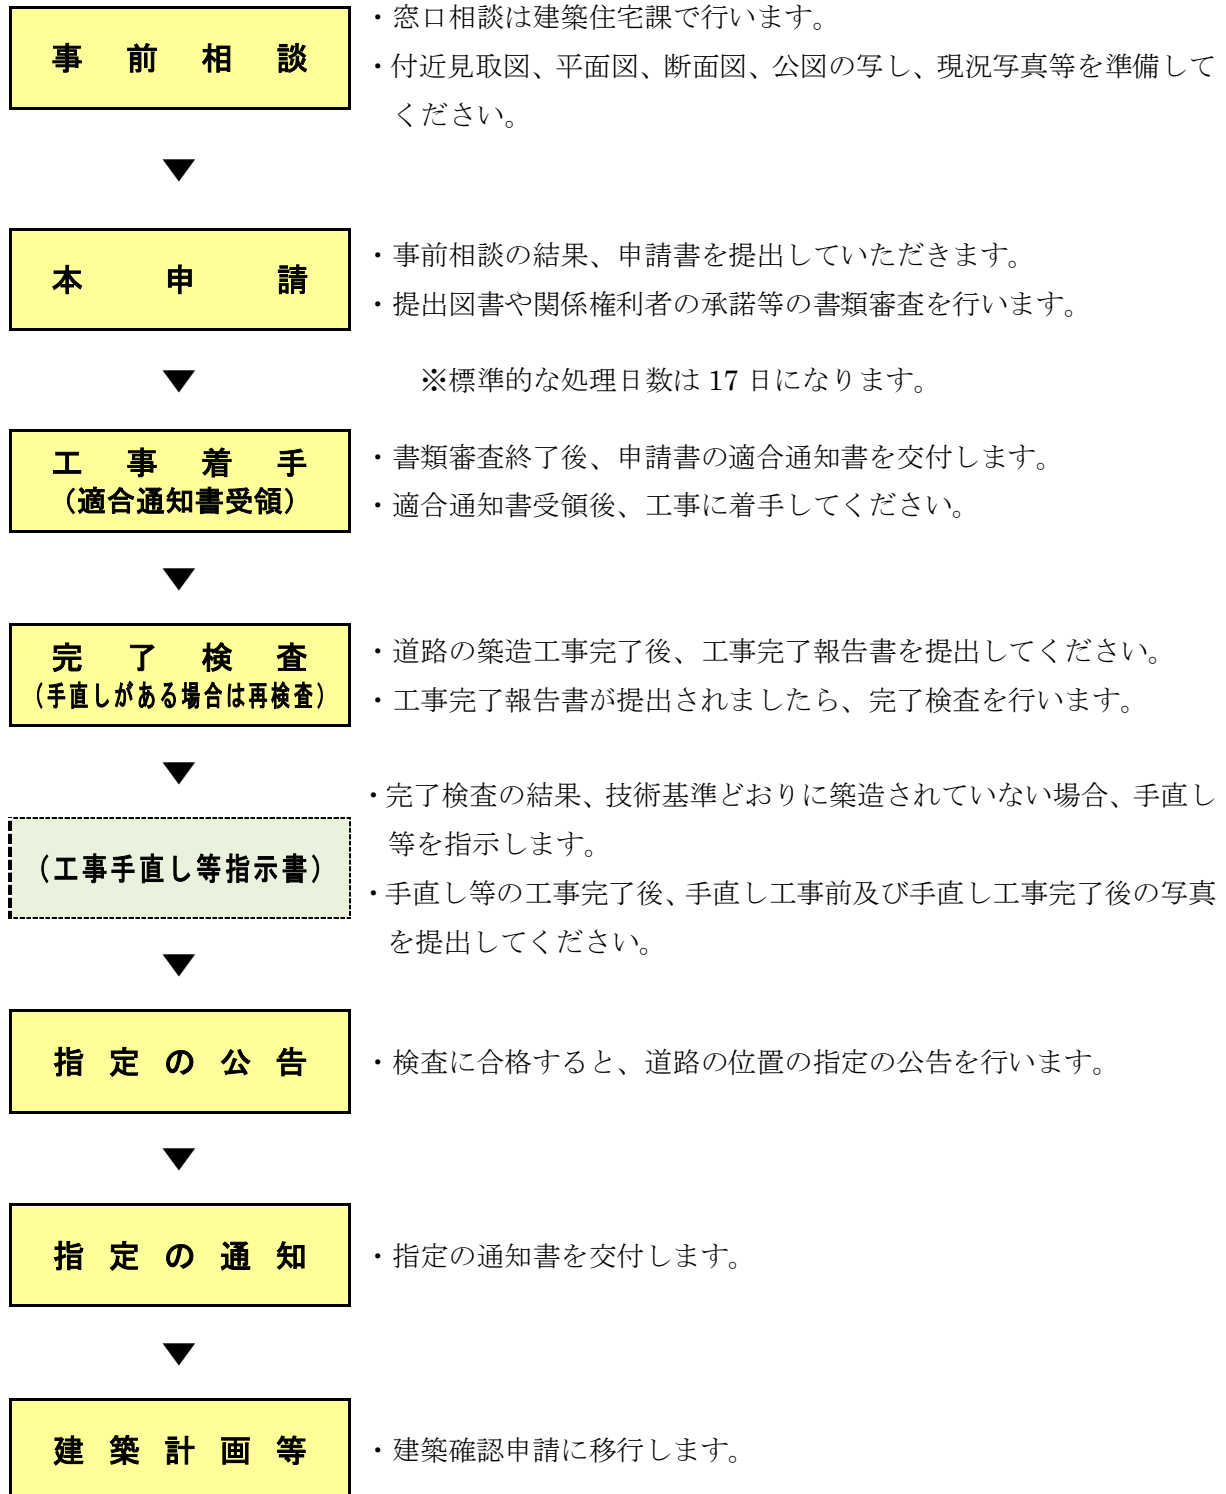 事前相談
・窓口相談は建築住宅課で行います。
・付近見取図、平面図、断面図、公図の写し、現況写真等を準備して
ください。
▼
本申請
・事前相談の結果、申請書を提出していただきます。
・提出図書や関係権利者の承諾等の書類審査を行います。
▼
※標準的な処理日数は 17 日になります。
工事着手
(適合通知書受領)
・書類審査終了後、申請書の適合通知書を交付します。
・適合通知書受領後、工事に着手してください。
▼
完了検査
(手直しがある場合は再検査)
・道路の築造工事完了後、工事完了報告書を提出してください。
・工事完了報告書が提出されましたら、完了検査を行います。
▼
(工事手直し等指示書)
・完了検査の結果、技術基準どおりに築造されていない場合、手直し
等を指示します。
・手直し等の工事完了後、手直し工事前及び手直し工事完了後の写真
を提出してください。
▼
指定の公告
・検査に合格すると、道路の位置の指定の公告を行います。
▼
指定の通知
・指定の通知書を交付します。
▼
建築計画等
・建築確認申請に移行します。